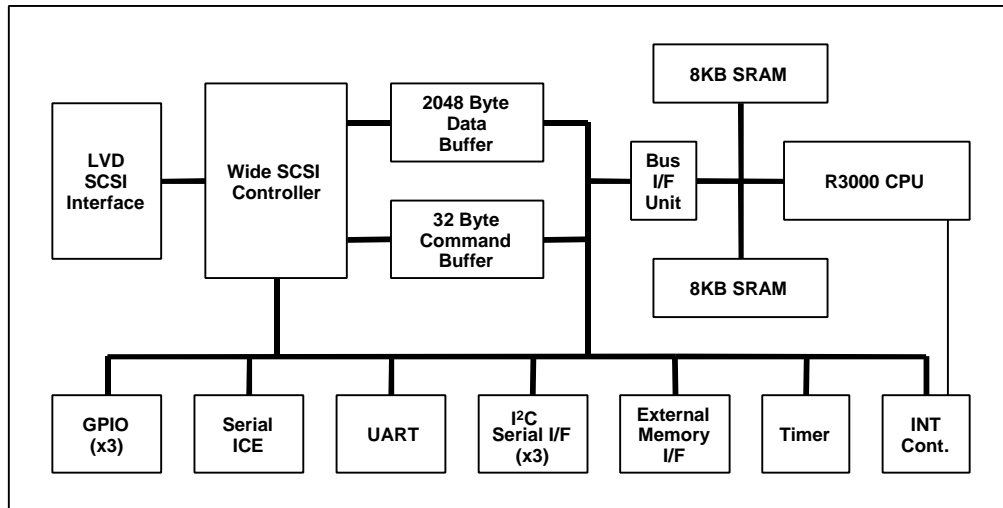 8KB SRAM
LVD
SCSI
Interface
Wide SCSI
Controller
2048 Byte
Data
Buffer
Bus
I/F
Unit
R3000 CPU
32 Byte
Command
Buffer
8KB SRAM
GPIO
(x3)
Serial
ICE
UART
I²C
Serial I/F
(x3)
External
Memory
I/F
Timer
INT
Cont.